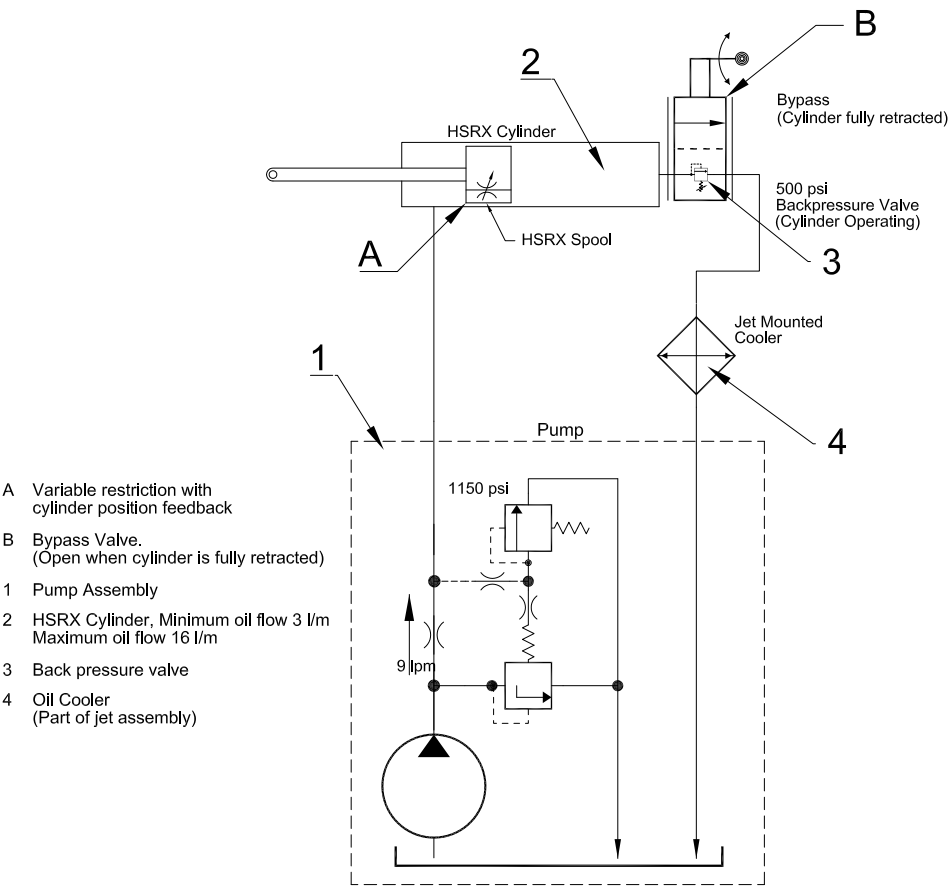 B
2
Bypass
(Cylinder fully retracted)
HSRX Cylinder
500 psi
Backpressure Valve
(Cylinder Operating)
HSRX Spool
A
3
Jet Mounted
Cooler
1
4
Pump
1150 psi
9 lpm
A Variable restriction with
cylinder position feedback
B Bypass Valve.
(Open when cylinder is fully retracted)
1 Pump Assembly
2 HSRX Cylinder, Minimum oil flow 3 l/m
Maximum oil flow 16 l/m
3 Back pressure valve
4 Oil Cooler
(Part of jet assembly)